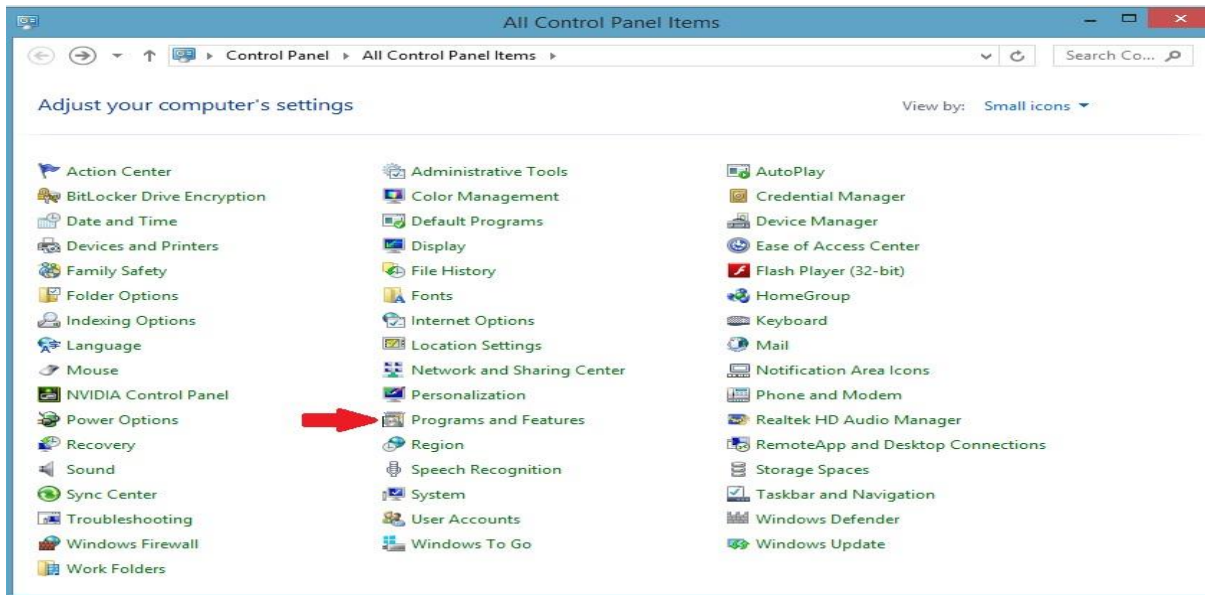 All Control Panel Items
Control Panel All Control Panel Items Search Co...
Adjust your computer's settings View by: Small icons
Action Center Administrative Tools AutoPlay
BitLocker Drive Encryption Color Management Credential Manager
Date and Time Default Programs Device Manager
Devices and Printers Display Ease of Access Center
Family Safety File History Flash Player (32-bit)
Folder Options Fonts HomeGroup
Indexing Options Internet Options Keyboard
Language Location Settings Mail
Mouse Network and Sharing Center Notification Area Icons
NVIDIA Control Panel Personalization Phone and Modem
Power Options Programs and Features Realtek HD Audio Manager
Recovery Region RemoteApp and Desktop Connections
Sound Speech Recognition Storage Spaces
Sync Center System Taskbar and Navigation
Troubleshooting User Accounts Windows Defender
Windows Firewall Windows To Go Windows Update
Work Folders